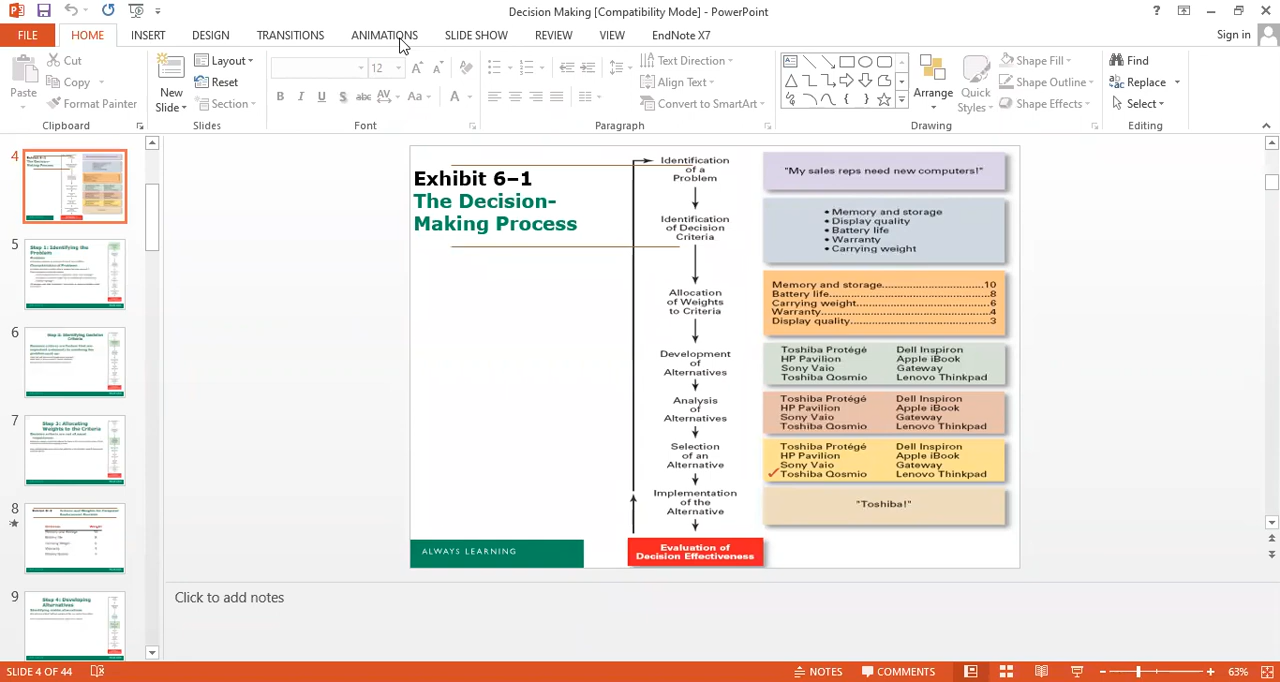 Decision Making [Compatibility Mode] - PowerPoint
?
FILE HOME INSERT DESIGN TRANSITIONS ANIMATIONS SLIDE SHOW REVIEW VIEW EndNote X7 Sign in
Paste
Cut
Copy
Format Painter
Clipboard
New
Slide
Layout
Reset
Section
Slides
12
B I U S abc AV Aa A
Font
Text Direction
Align Text
Convert to SmartArt
Paragraph
Arrange
Quick
Styles
Shape Fill
Shape Outline
Shape Effects
Drawing
Find
Replace
Select
Editing
4
5
6
7
8
9
Exhibit 6–1
The Decision-
Making Process
Identification
of a
Problem
"My sales reps need new computers!"
Identification
of Decision
Criteria
• Memory and storage
• Display quality
• Battery life
• Warranty
• Carrying weight
Allocation
of Weights
to Criteria
Memory and storage.........................10
Battery life.......................................8
Carrying weight................................6
Warranty..........................................4
Display quality..................................3
Development
of
Alternatives
Toshiba Protégé Dell Inspiron
HP Pavilion Apple iBook
Sony Vaio Gateway
Toshiba Qosmio Lenovo Thinkpad
Analysis
of
Alternatives
Toshiba Protégé Dell Inspiron
HP Pavilion Apple iBook
Sony Vaio Gateway
Toshiba Qosmio Lenovo Thinkpad
Selection
of an
Alternative
Toshiba Protégé Dell Inspiron
HP Pavilion Apple iBook
Sony Vaio Gateway
Toshiba Qosmio Lenovo Thinkpad
Implementation
of the
Alternative
"Toshiba!"
Evaluation of
Decision Effectiveness
ALWAYS LEARNING
Click to add notes
SLIDE 4 OF 44 NOTES COMMENTS 63%